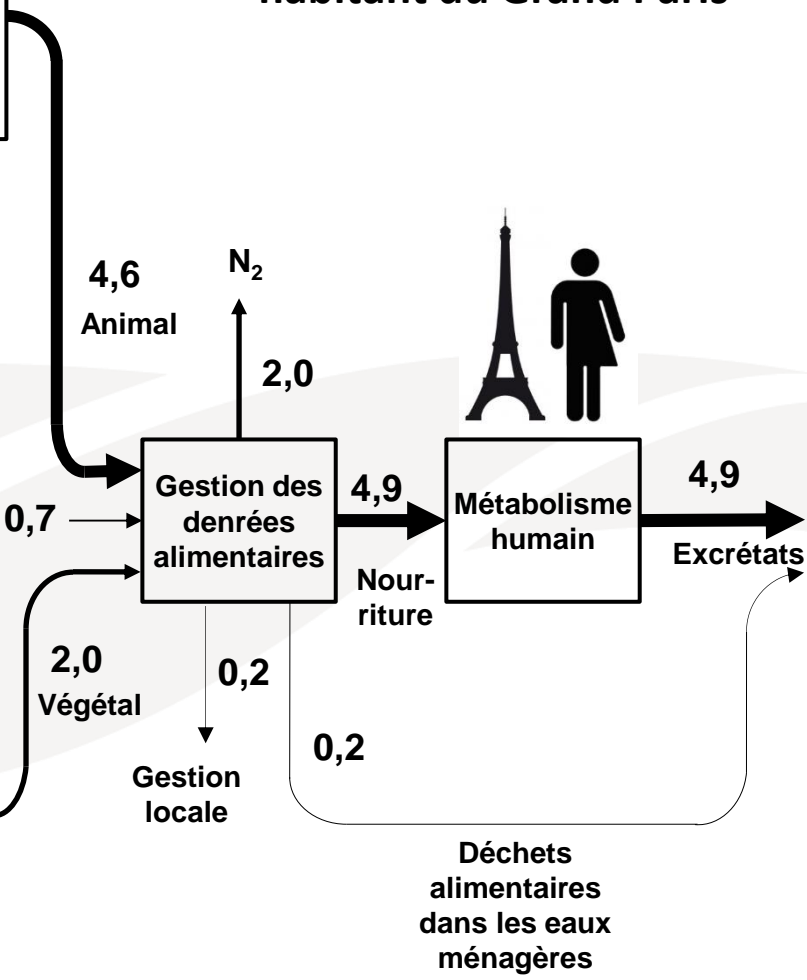 habitant du Grand Paris
4,6
Animal
N₂
2,0
0,7
Gestion des
denrées
alimentaires
4,9
Nour-
riture
Métabolisme
humain
4,9
Excrétats
2,0
Végétal
0,2
Gestion
locale
0,2
Déchets
alimentaires
dans les eaux
ménagères